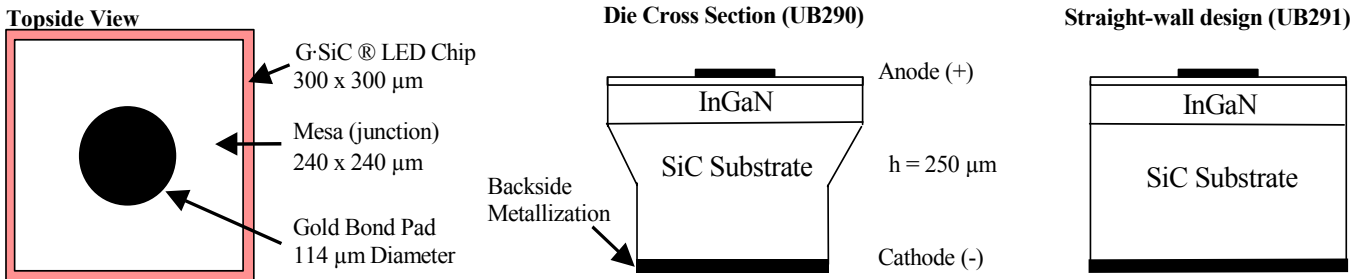 Topside View
G·SiC ® LED Chip
300 x 300 µm
Mesa (junction)
240 x 240 µm
Gold Bond Pad
114 µm Diameter
Die Cross Section (UB290)
Anode (+)
InGaN
SiC Substrate
h = 250 µm
Backside
Metallization
Cathode (-)
Straight-wall design (UB291)
InGaN
SiC Substrate